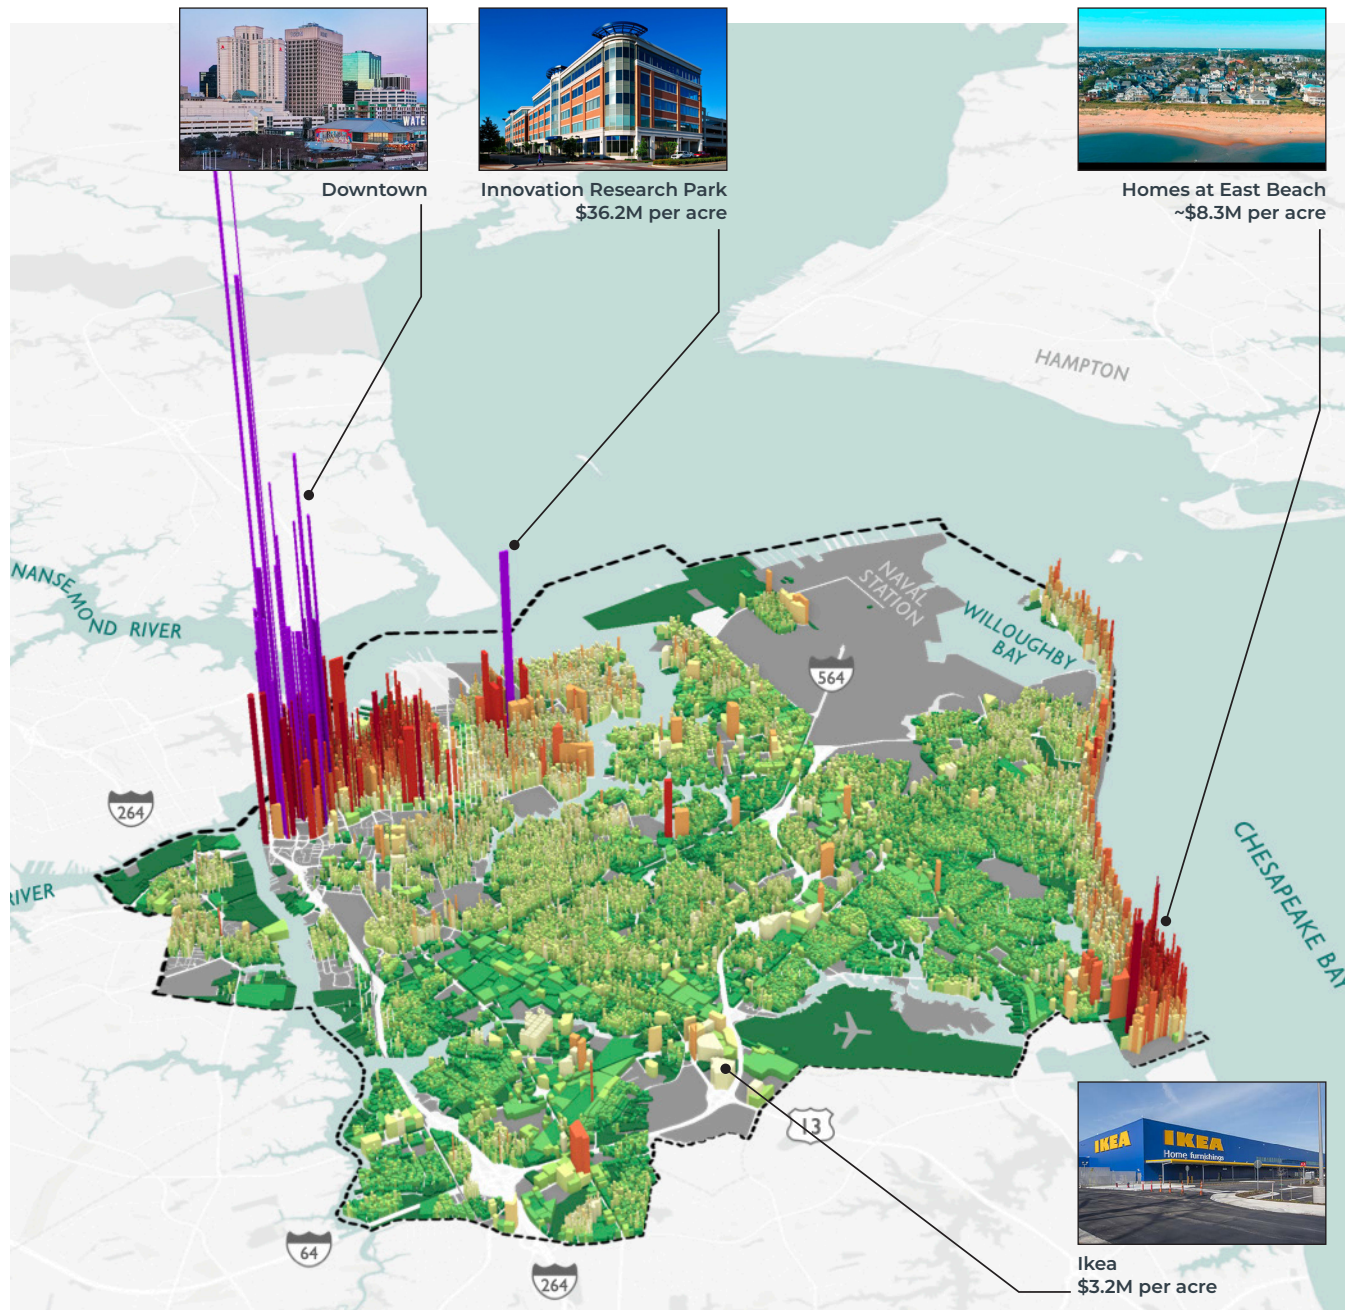 WATE
Downtown
Innovation Research Park
$36.2M per acre
Homes at East Beach
~$8.3M per acre
HAMPTON
NANSEMOND RIVER
NAVAL
STATION
WILLOUGHBY
BAY
564
264
RIVER
CHESAPEAKE BAY
13
IKEA
IKEA
Home furnishings
64
264
Ikea
$3.2M per acre